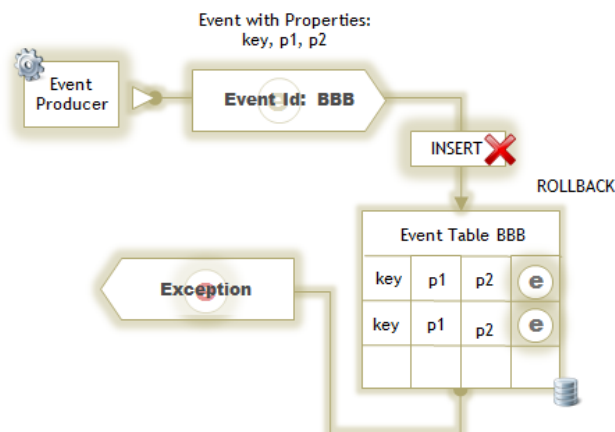 Event with Properties:
key, p1, p2
Event
Producer
Event Id: BBB
INSERT
ROLLBACK
Event Table BBB
key p1 p2 e
key p1 p2 e
Exception